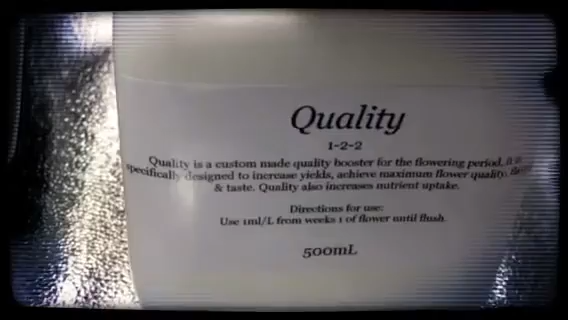 Quality
1-2-2
Quality is a custom made quality booster for the flowering period, it is
specifically designed to increase yields, achieve maximum flower quality,
& taste. Quality also increases nutrient uptake.
Directions for use:
Use 1ml/L from weeks 1 of flower until flush.
500mL